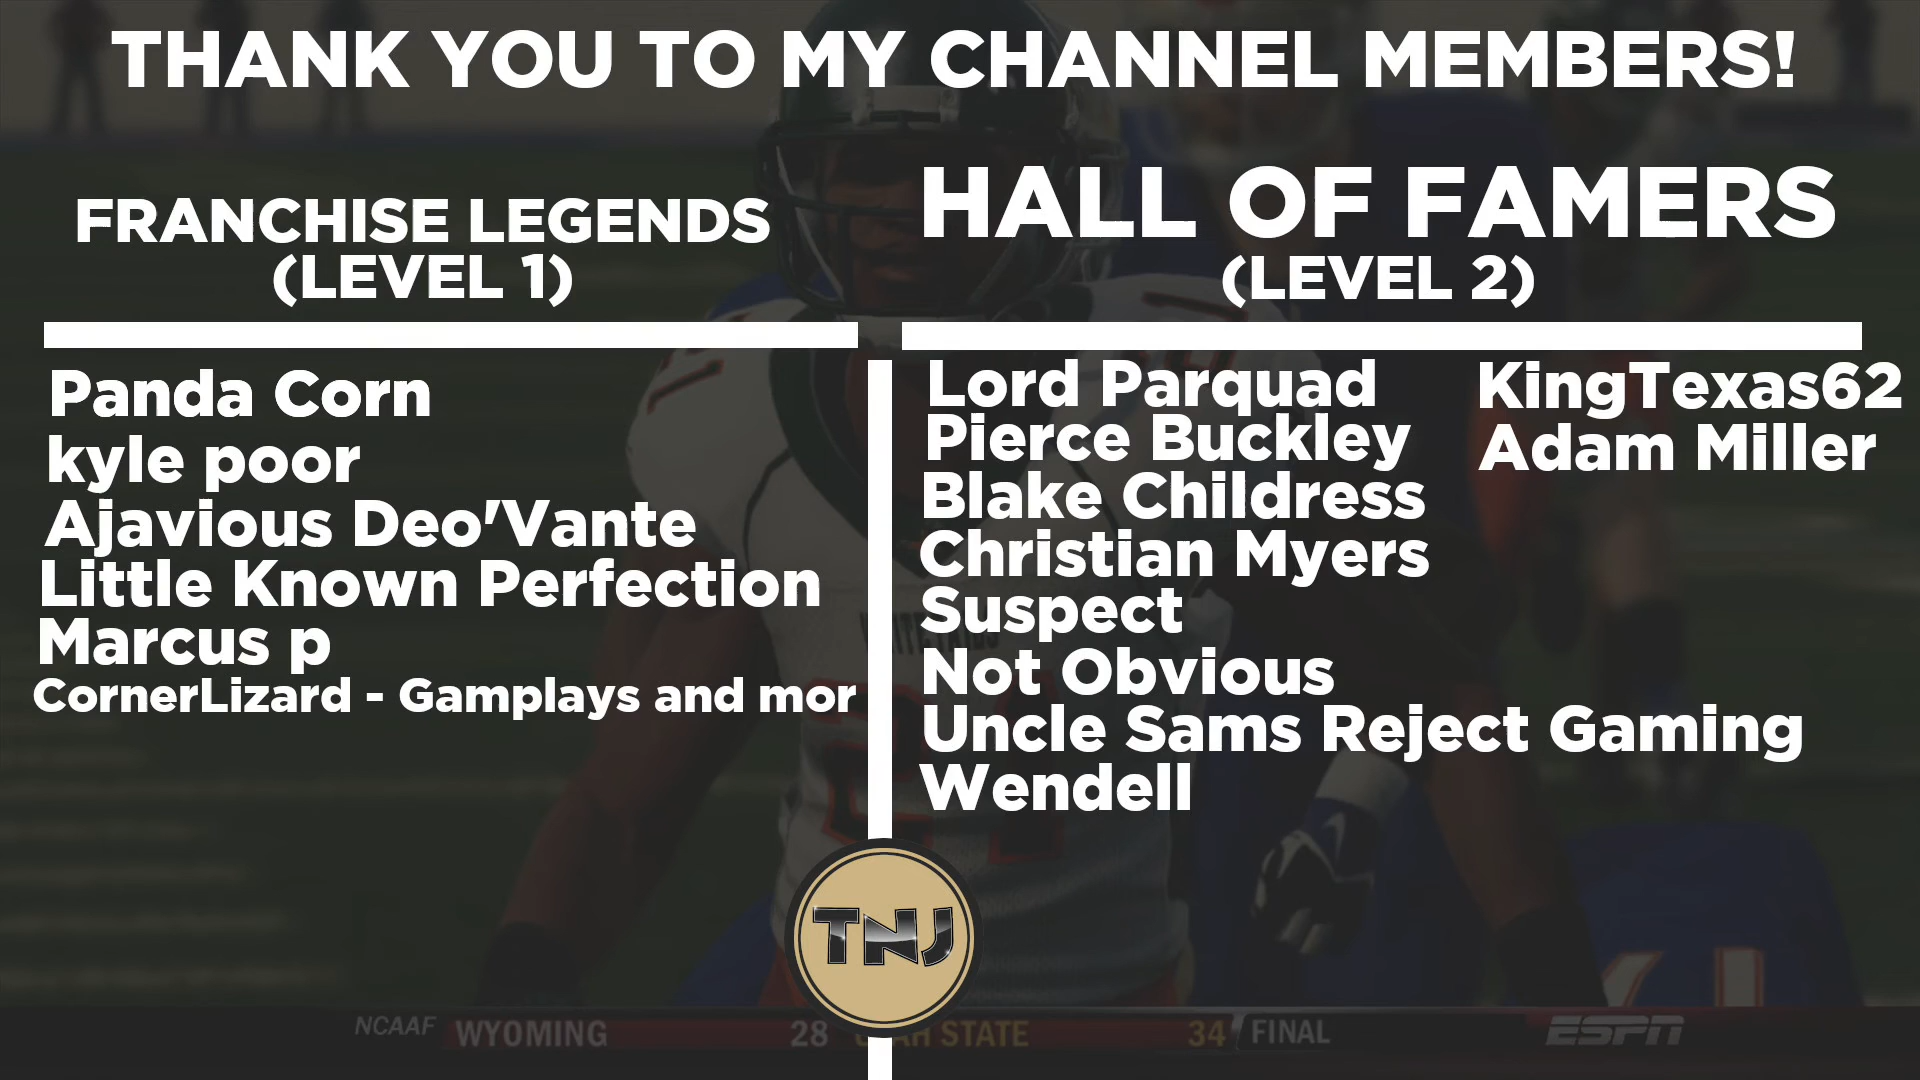 THANK YOU TO MY CHANNEL MEMBERS!
FRANCHISE LEGENDS
(LEVEL 1)
Panda Corn
kyle poor
Ajavious Deo'Vante
Little Known Perfection
Marcus p
CornerLizard - Gamplays and mor
HALL OF FAMERS
(LEVEL 2)
Lord Parquad
Pierce Buckley
Blake Childress
Christian Myers
Suspect
Not Obvious
Uncle Sams Reject Gaming
Wendell
KingTexas62
Adam Miller
TNJ
NCAAF WYOMING 28 STATE 34 FINAL ESPN